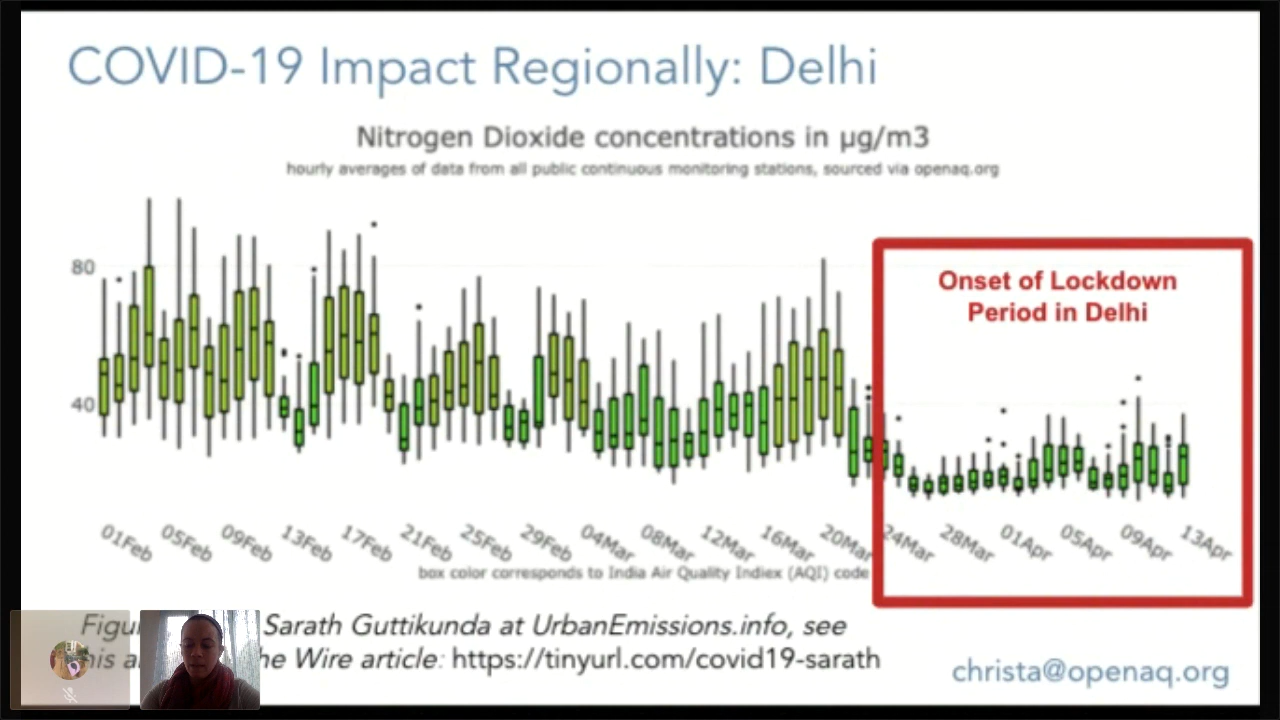 COVID-19 Impact Regionally: Delhi
Nitrogen Dioxide concentrations in µg/m3
hourly averages of data from all public continuous monitoring stations, sourced via openaq.org
80
40
Onset of Lockdown
Period in Delhi
01Feb 05Feb 09Feb 13Feb 17Feb 21Feb 25Feb 29Feb 04Mar 08Mar 12Mar 16Mar 20Mar 24Mar 28Mar 01Apr 05Apr 09Apr 13Apr
box color corresponds to India Air Quality Index (AQI) code
Sarath Guttikunda at UrbanEmissions.info, see
Wire article: https://tinyurl.com/covid19-sarath
christa@openaq.org